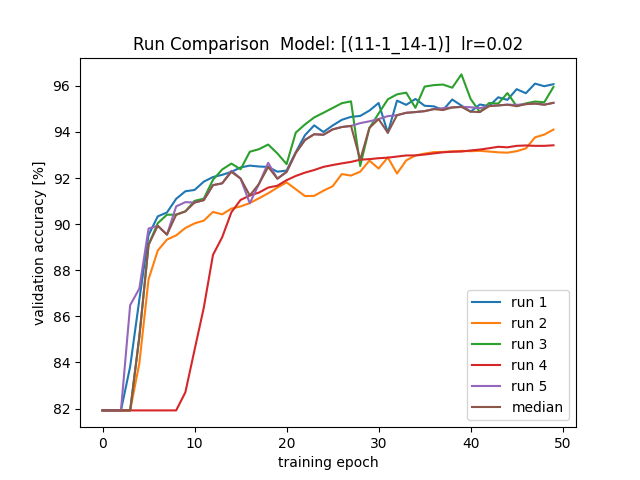 Run Comparison  Model: [(11-1_14-1)]  lr=0.02
validation accuracy [%]
96
94
92
90
88
86
84
82
0 10 20 30 40 50
training epoch
run 1
run 2
run 3
run 4
run 5
median